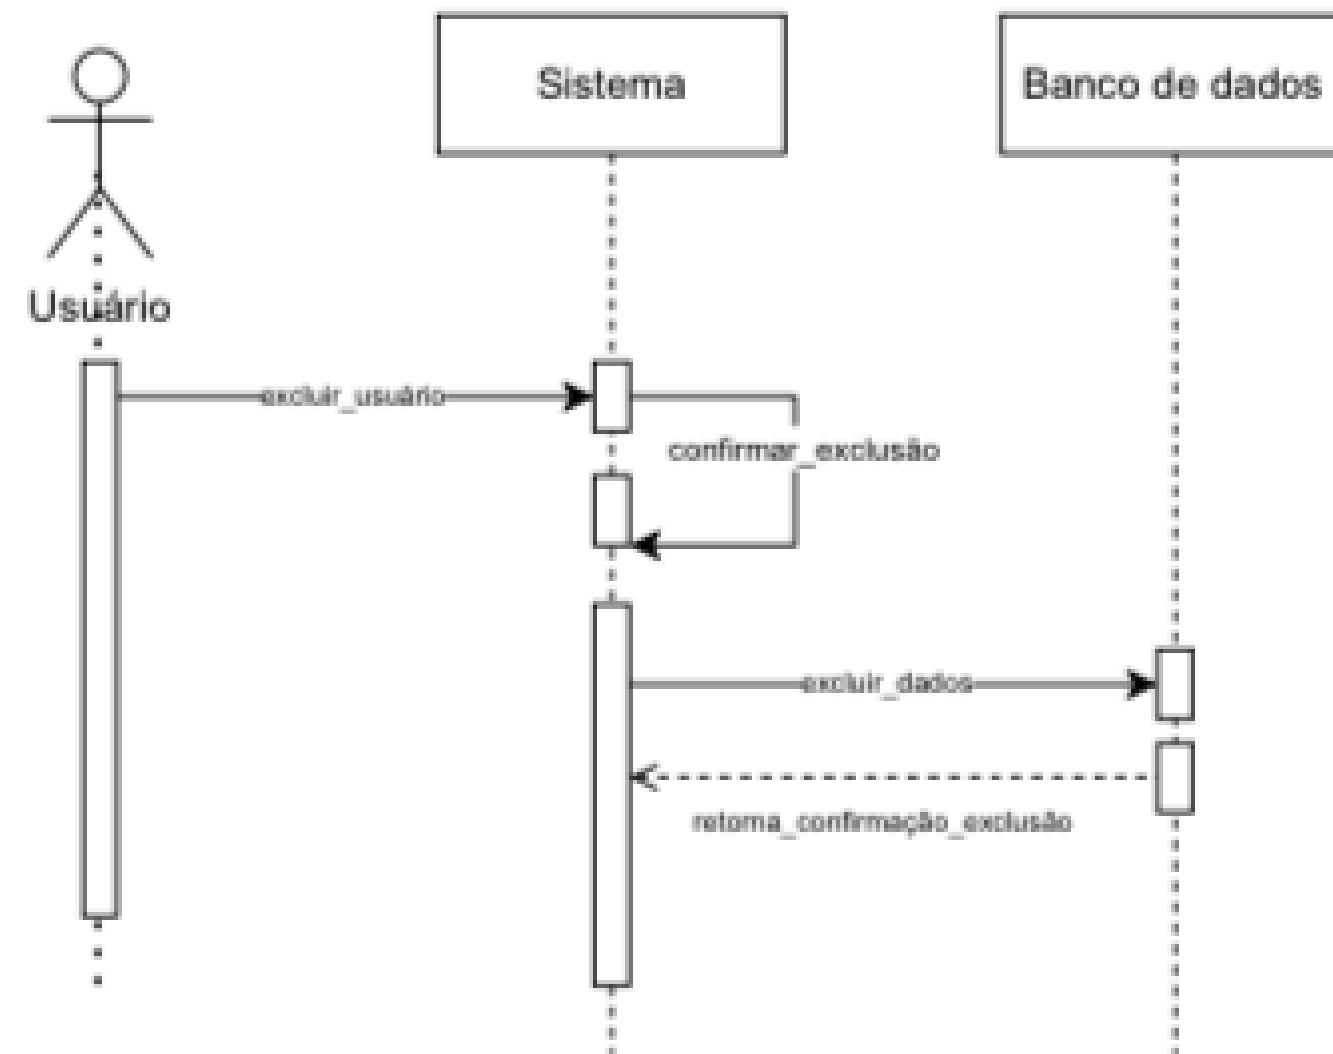 Sistema
Banco de dados
Usuário
excluir_usuário
confirmar_exclusão
excluir_dados
retorna_confirmação_exclusão